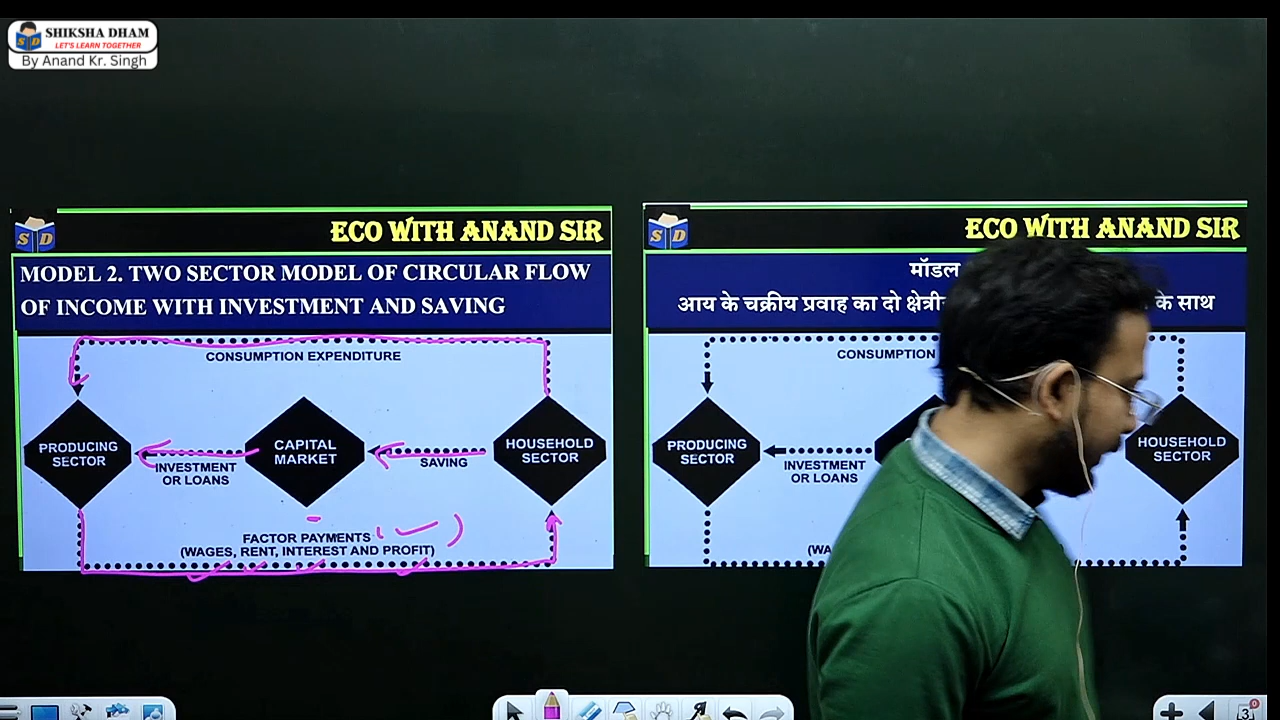 SHIKSHA DHAM
LET'S LEARN TOGETHER
By Anand Kr. Singh
S D
ECO WITH ANAND SIR
MODEL 2. TWO SECTOR MODEL OF CIRCULAR FLOW
OF INCOME WITH INVESTMENT AND SAVING
CONSUMPTION EXPENDITURE
PRODUCING
SECTOR
INVESTMENT
OR LOANS
CAPITAL
MARKET
SAVING
HOUSEHOLD
SECTOR
FACTOR PAYMENTS
(WAGES, RENT, INTEREST AND PROFIT)
S D
ECO WITH ANAND SIR
मॉडल
आय के चक्रीय प्रवाह का दो क्षेत्रीय के साथ
CONSUMPTION
PRODUCING
SECTOR
INVESTMENT
OR LOANS
HOUSEHOLD
SECTOR
3